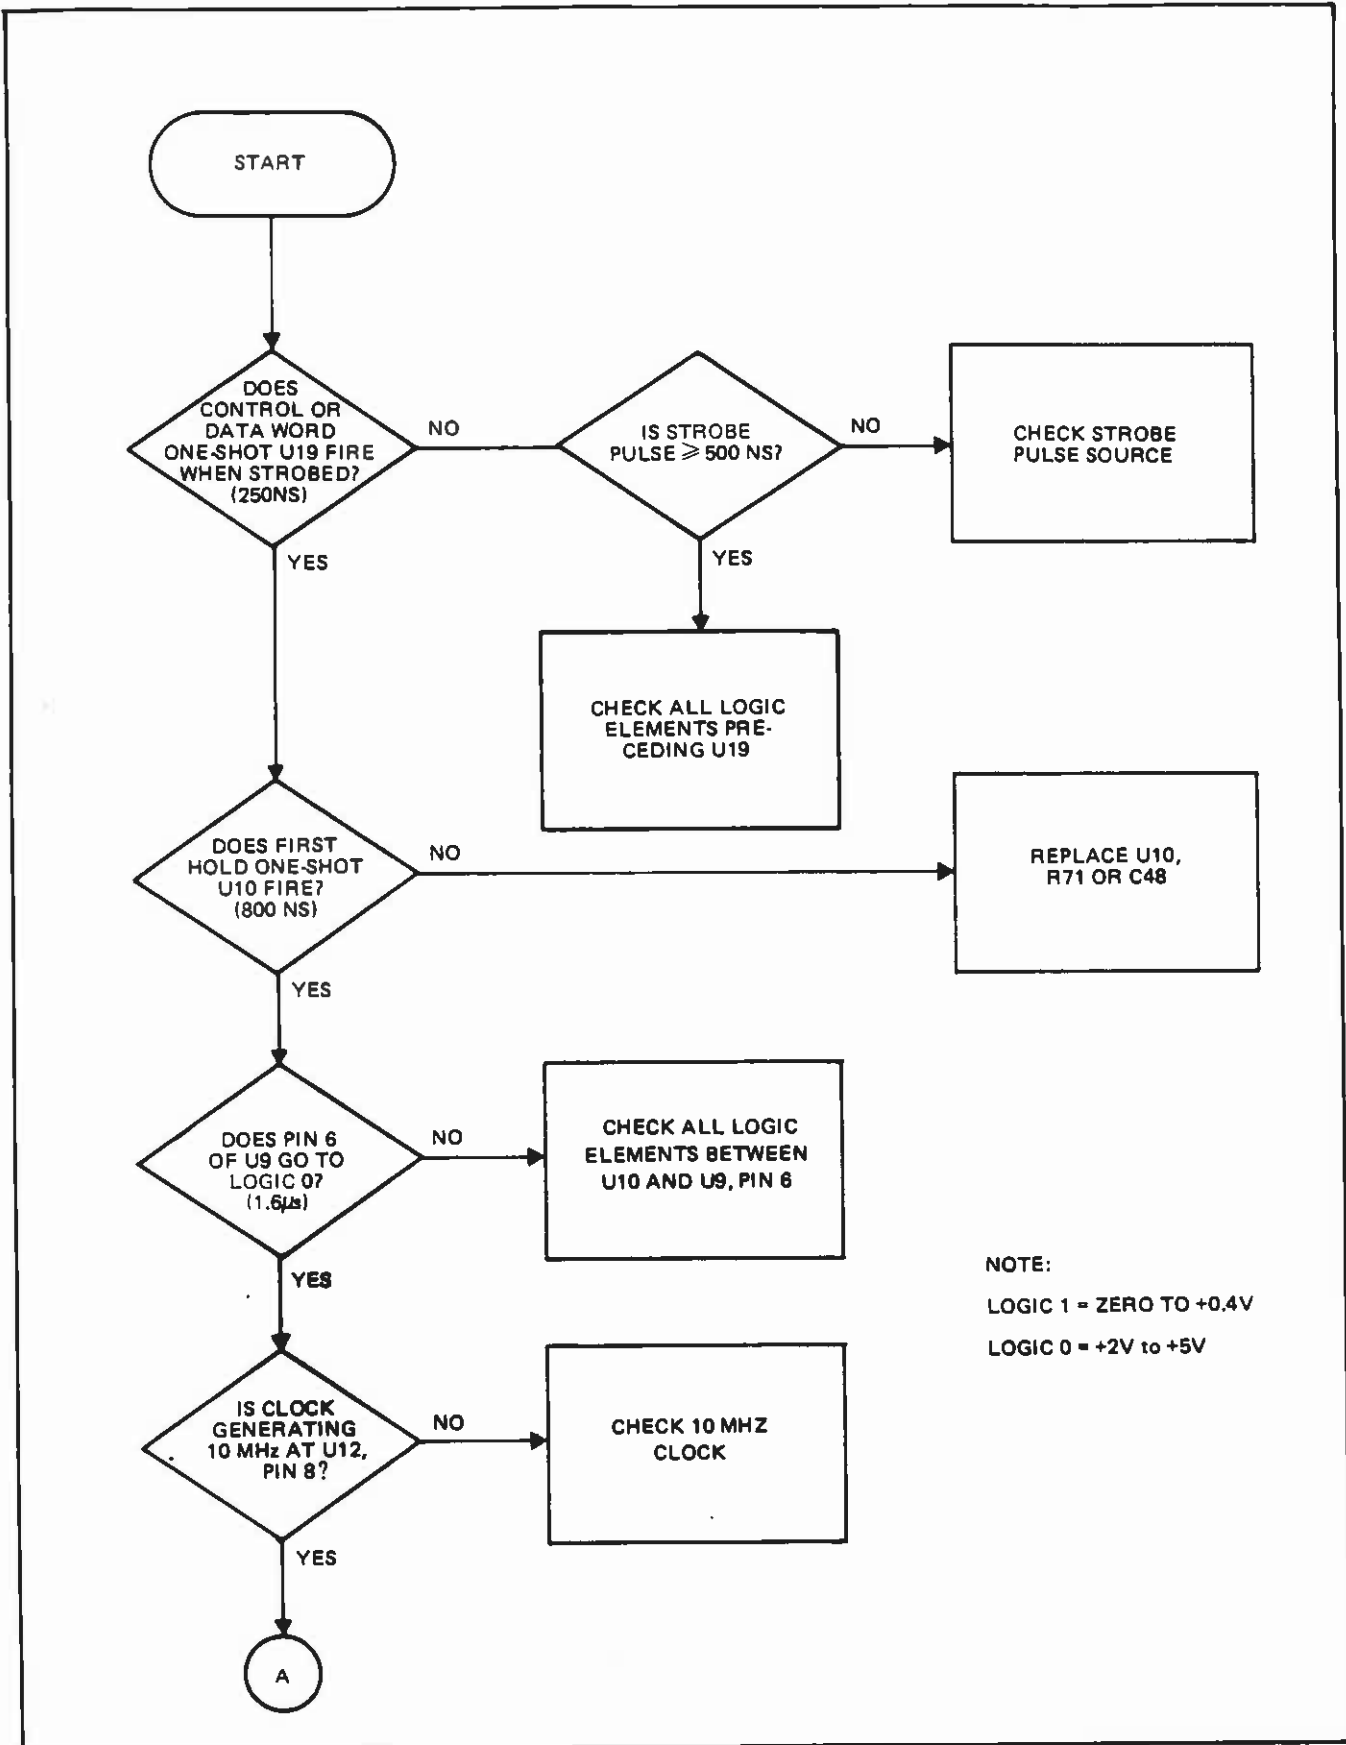 START
DOES
CONTROL OR
DATA WORD
ONE-SHOT U19 FIRE
WHEN STROBED?
(250NS)
NO
IS STROBE
PULSE ⩾ 500 NS?
NO
CHECK STROBE
PULSE SOURCE
YES
YES
CHECK ALL LOGIC
ELEMENTS PRE-
CEDING U19
DOES FIRST
HOLD ONE-SHOT
U10 FIRE?
(800 NS)
NO
REPLACE U10,
R71 OR C48
YES
DOES PIN 6
OF U9 GO TO
LOGIC 0?
(1.6μs)
NO
CHECK ALL LOGIC
ELEMENTS BETWEEN
U10 AND U9, PIN 6
YES
NOTE:
LOGIC 1 = ZERO TO +0.4V
LOGIC 0 = +2V to +5V
IS CLOCK
GENERATING
10 MHz AT U12,
PIN 8?
NO
CHECK 10 MHZ
CLOCK
YES
A